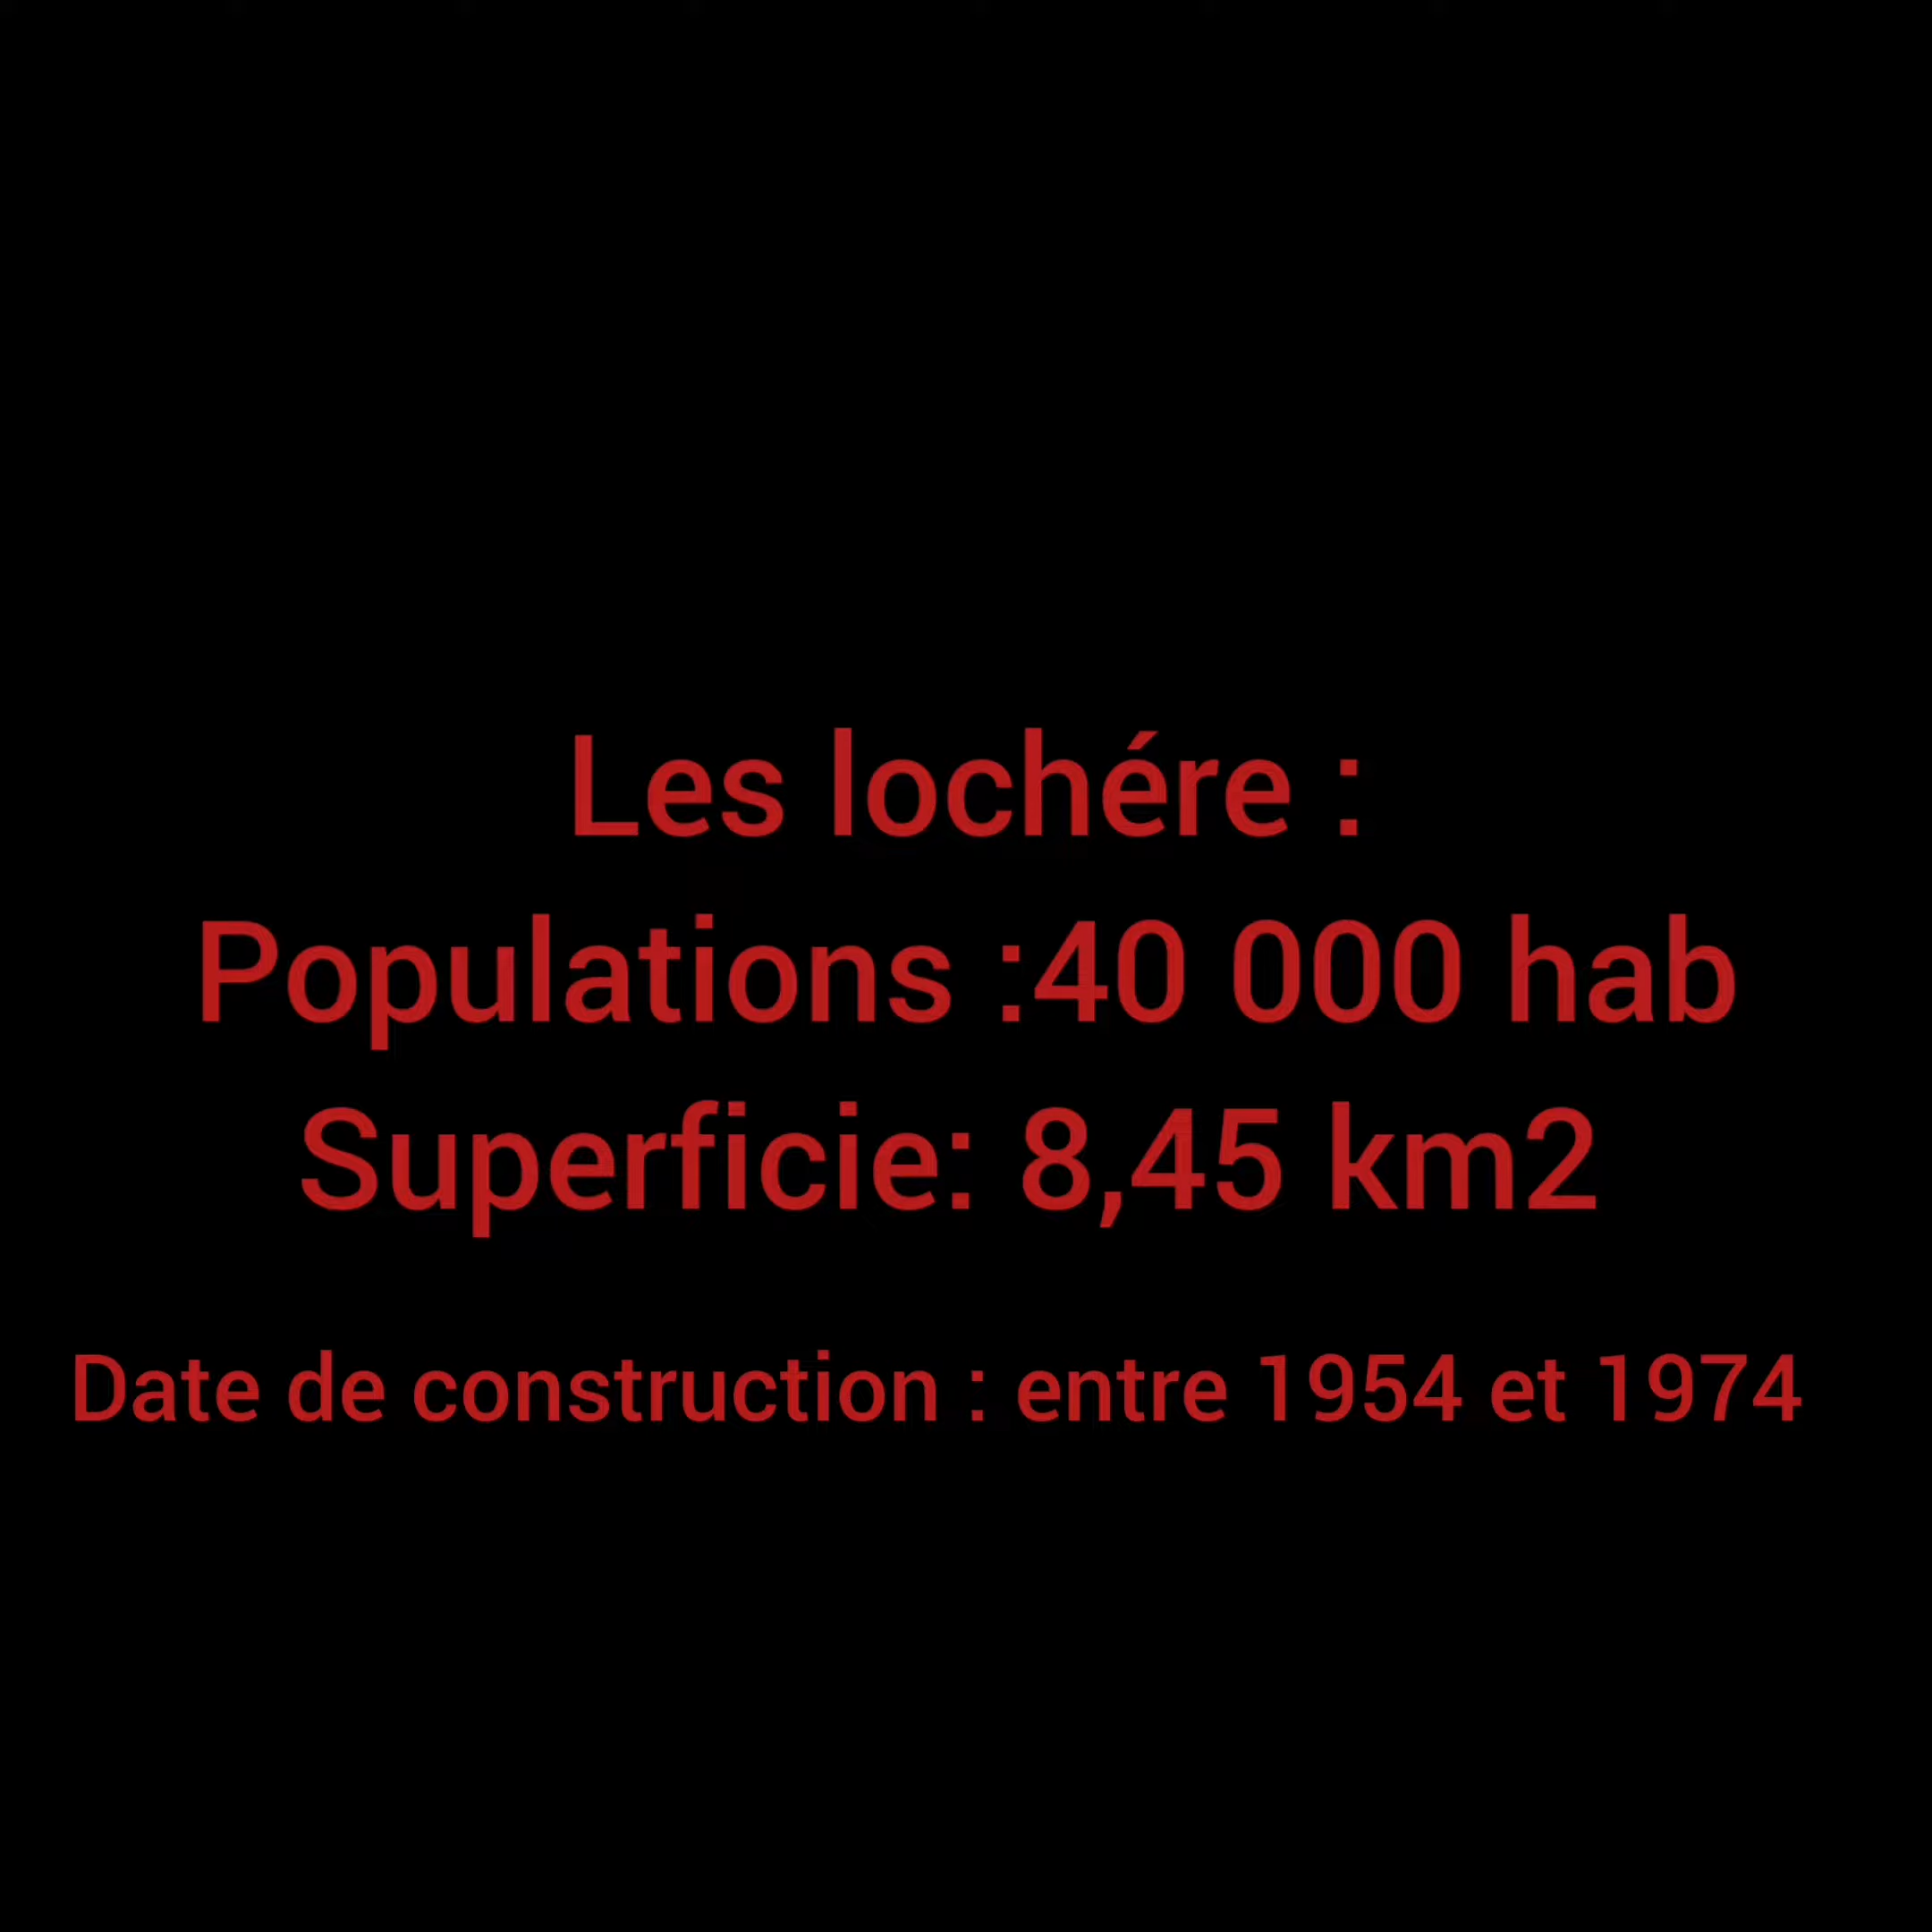 Les lochére :
Populations :40 000 hab
Superficie: 8,45 km2
Date de construction : entre 1954 et 1974